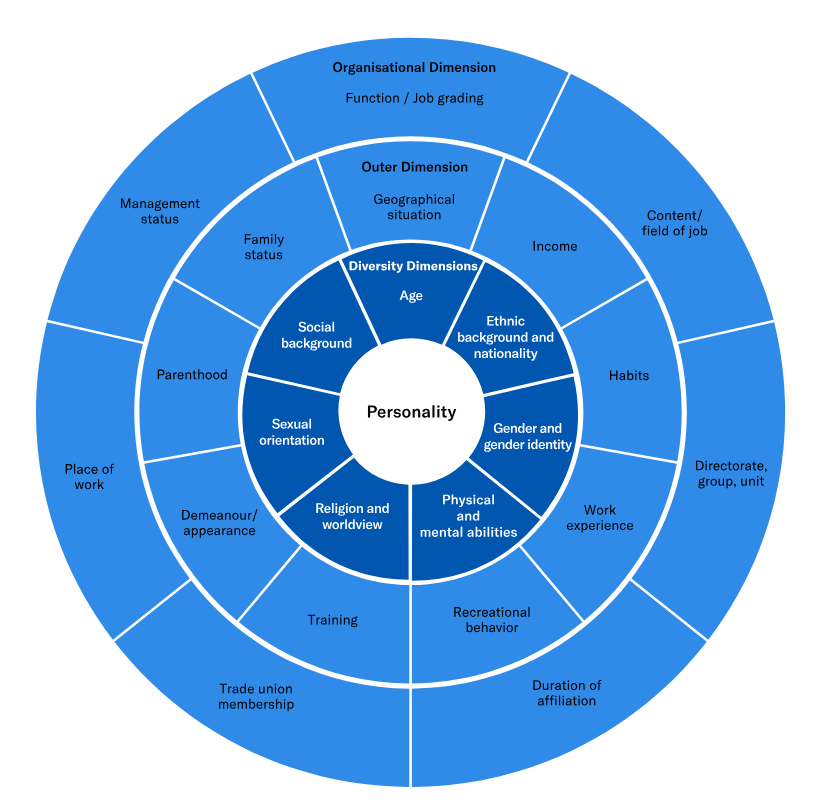 Organisational Dimension
Function / Job grading
Content/
field of job
Directorate,
group, unit
Duration of
affiliation
Trade union
membership
Place of
work
Management
status
Outer Dimension
Geographical
situation
Income
Habits
Work
experience
Recreational
behavior
Training
Demeanour/
appearance
Parenthood
Family
status
Diversity Dimensions
Age
Ethnic
background and
nationality
Gender and
gender identity
Physical
and
mental abilities
Religion and
worldview
Sexual
orientation
Social
background
Personality